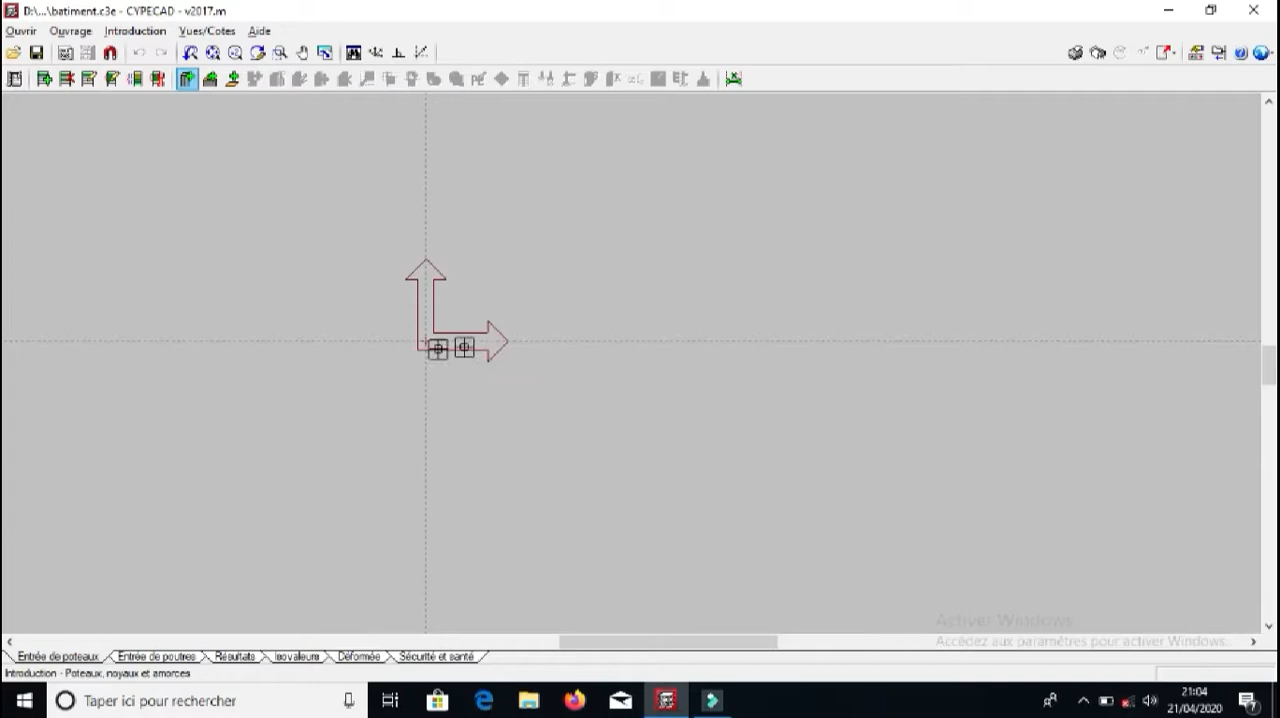 D:\...\batiment.c3e - CYPECAD - v2017.m
Ouvrir Ouvrage Introduction Vues/Cotes Aide
Activer Windows
Accédez aux paramètres pour activer Windows.
Entrée de poteaux Entrée de poutres Résultats Isovaleurs Déformée Sécurité et santé
Introduction - Poteaux, noyaux et amorces
Taper ici pour rechercher
21:04
21/04/2020
7